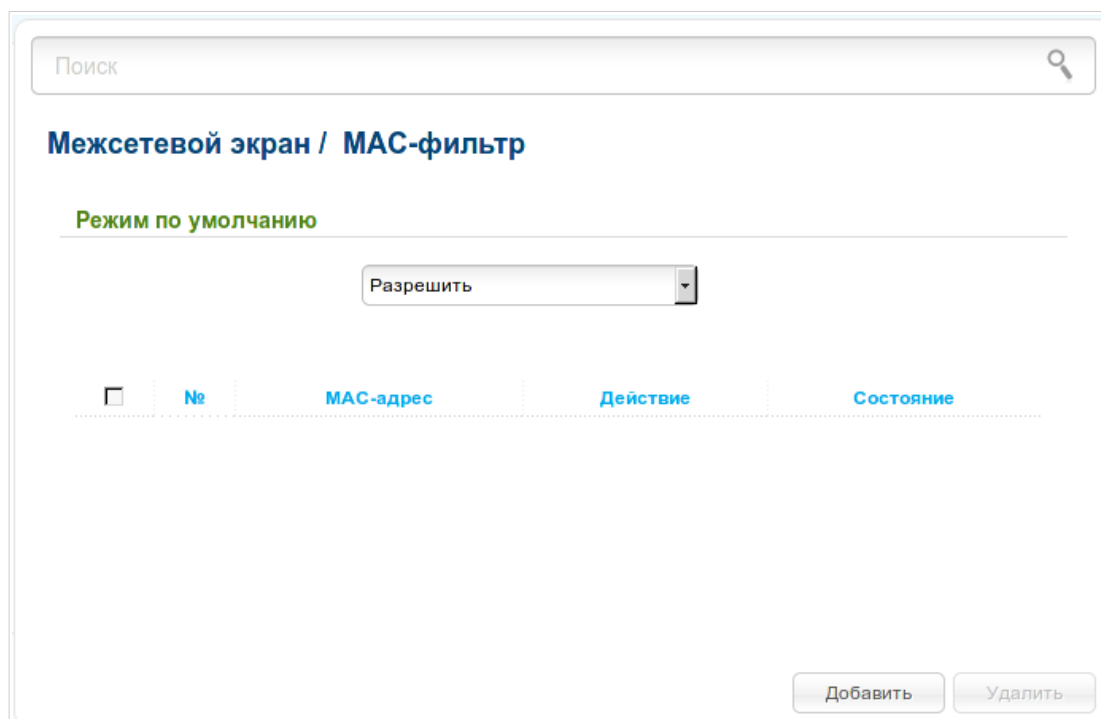 Поиск
Межсетевой экран / MAC-фильтр
Режим по умолчанию
Разрешить
№ MAC-адрес Действие Состояние
Добавить Удалить